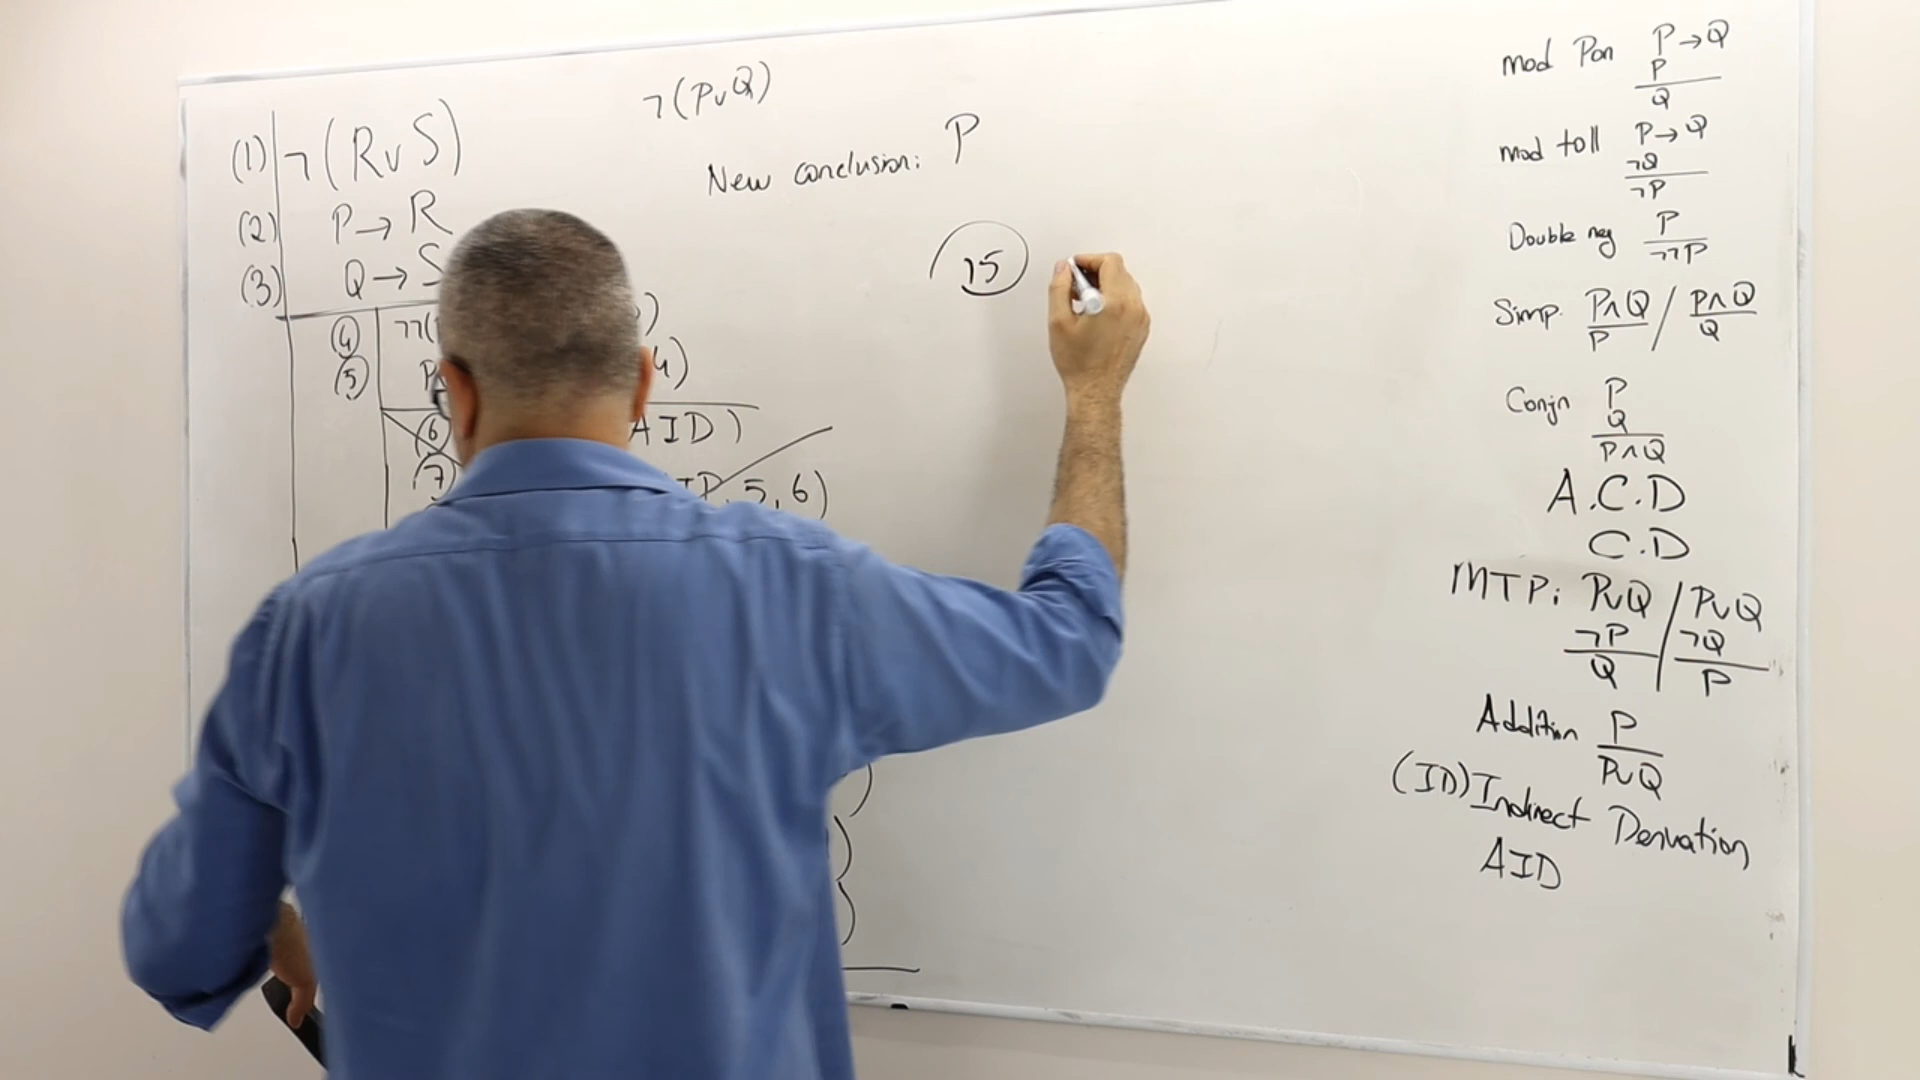 (1) ¬(R∨S)
(2) P→R
(3) Q→S
(4) ¬¬(
(5) P
(6) AID)
(7) 5, 6)
¬(P∨Q)
New conclusion: P
15
mod Pon P→Q
P
Q
mod toll P→Q
¬Q
¬P
Double neg P
¬¬P
Simp. P∧Q / P∧Q
P Q
Conjn P
Q
P∧Q
A.C.D
C.D
MTP: P∨Q / P∨Q
¬P ¬Q
Q P
Addition P
P∨Q
(ID) Indirect Derivation
AID